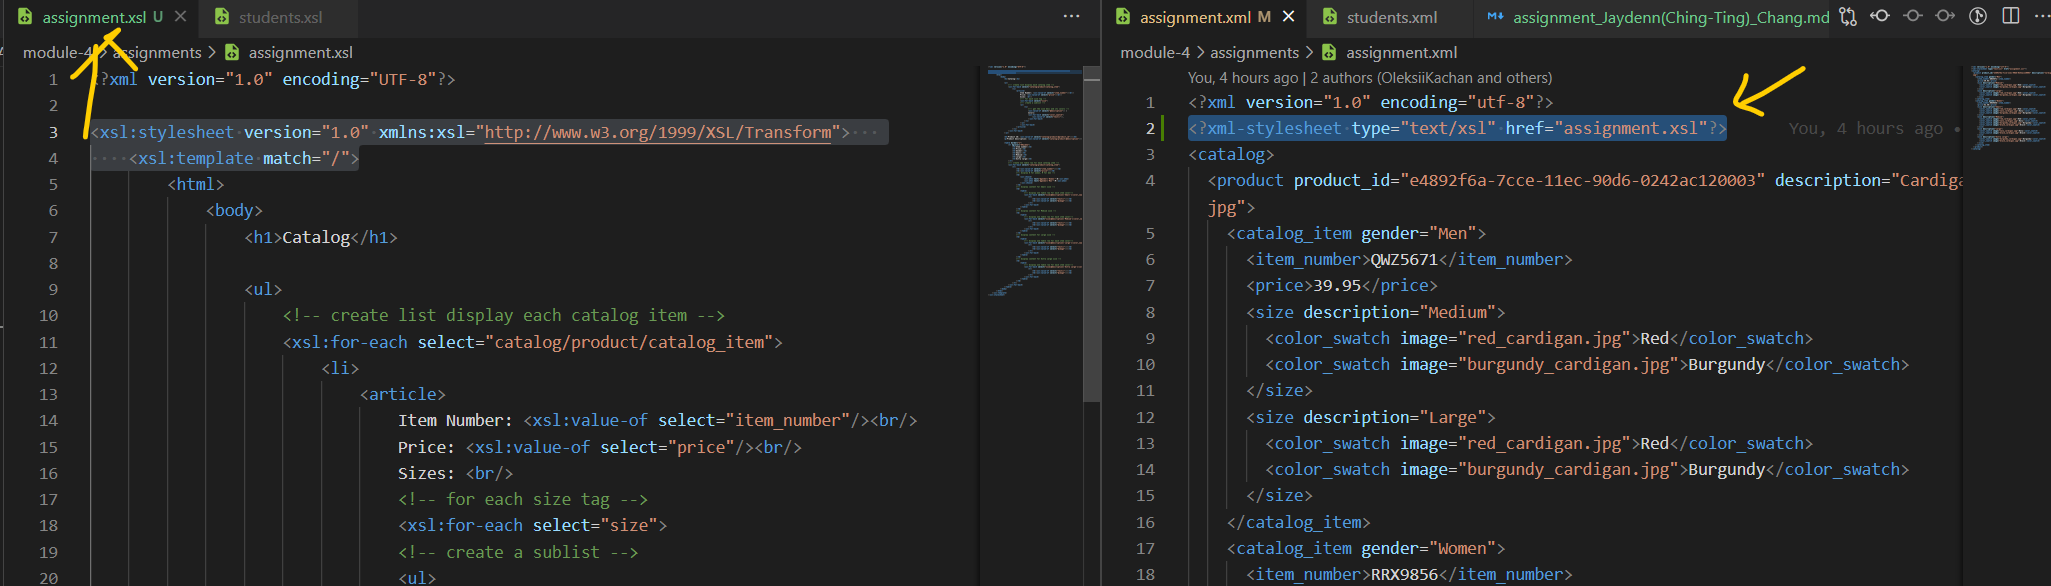 assignment.xsl U
students.xsl
module-4 > assignments > assignment.xsl
1 <?xml version="1.0" encoding="UTF-8"?>
2
3 <xsl:stylesheet version="1.0" xmlns:xsl="http://www.w3.org/1999/XSL/Transform">
4 <xsl:template match="/">
5 <html>
6 <body>
7 <h1>Catalog</h1>
8
9 <ul>
10 <!-- create list display each catalog item -->
11 <xsl:for-each select="catalog/product/catalog_item">
12 <li>
13 <article>
14 Item Number: <xsl:value-of select="item_number"/><br/>
15 Price: <xsl:value-of select="price"/><br/>
16 Sizes: <br/>
17 <!-- for each size tag -->
18 <xsl:for-each select="size">
19 <!-- create a sublist -->
20 <ul>
assignment.xml M
students.xml
assignment_Jaydenn(Ching-Ting)_Chang.md
module-4 > assignments > assignment.xml
You, 4 hours ago | 2 authors (OleksiiKachan and others)
1 <?xml version="1.0" encoding="utf-8"?>
2 <?xml-stylesheet type="text/xsl" href="assignment.xsl"?> You, 4 hours ago •
3 <catalog>
4 <product product_id="e4892f6a-7cce-11ec-90d6-0242ac120003" description="Cardiga
jpg">
5 <catalog_item gender="Men">
6 <item_number>QWZ5671</item_number>
7 <price>39.95</price>
8 <size description="Medium">
9 <color_swatch image="red_cardigan.jpg">Red</color_swatch>
10 <color_swatch image="burgundy_cardigan.jpg">Burgundy</color_swatch>
11 </size>
12 <size description="Large">
13 <color_swatch image="red_cardigan.jpg">Red</color_swatch>
14 <color_swatch image="burgundy_cardigan.jpg">Burgundy</color_swatch>
15 </size>
16 </catalog_item>
17 <catalog_item gender="Women">
18 <item_number>RRX9856</item_number>